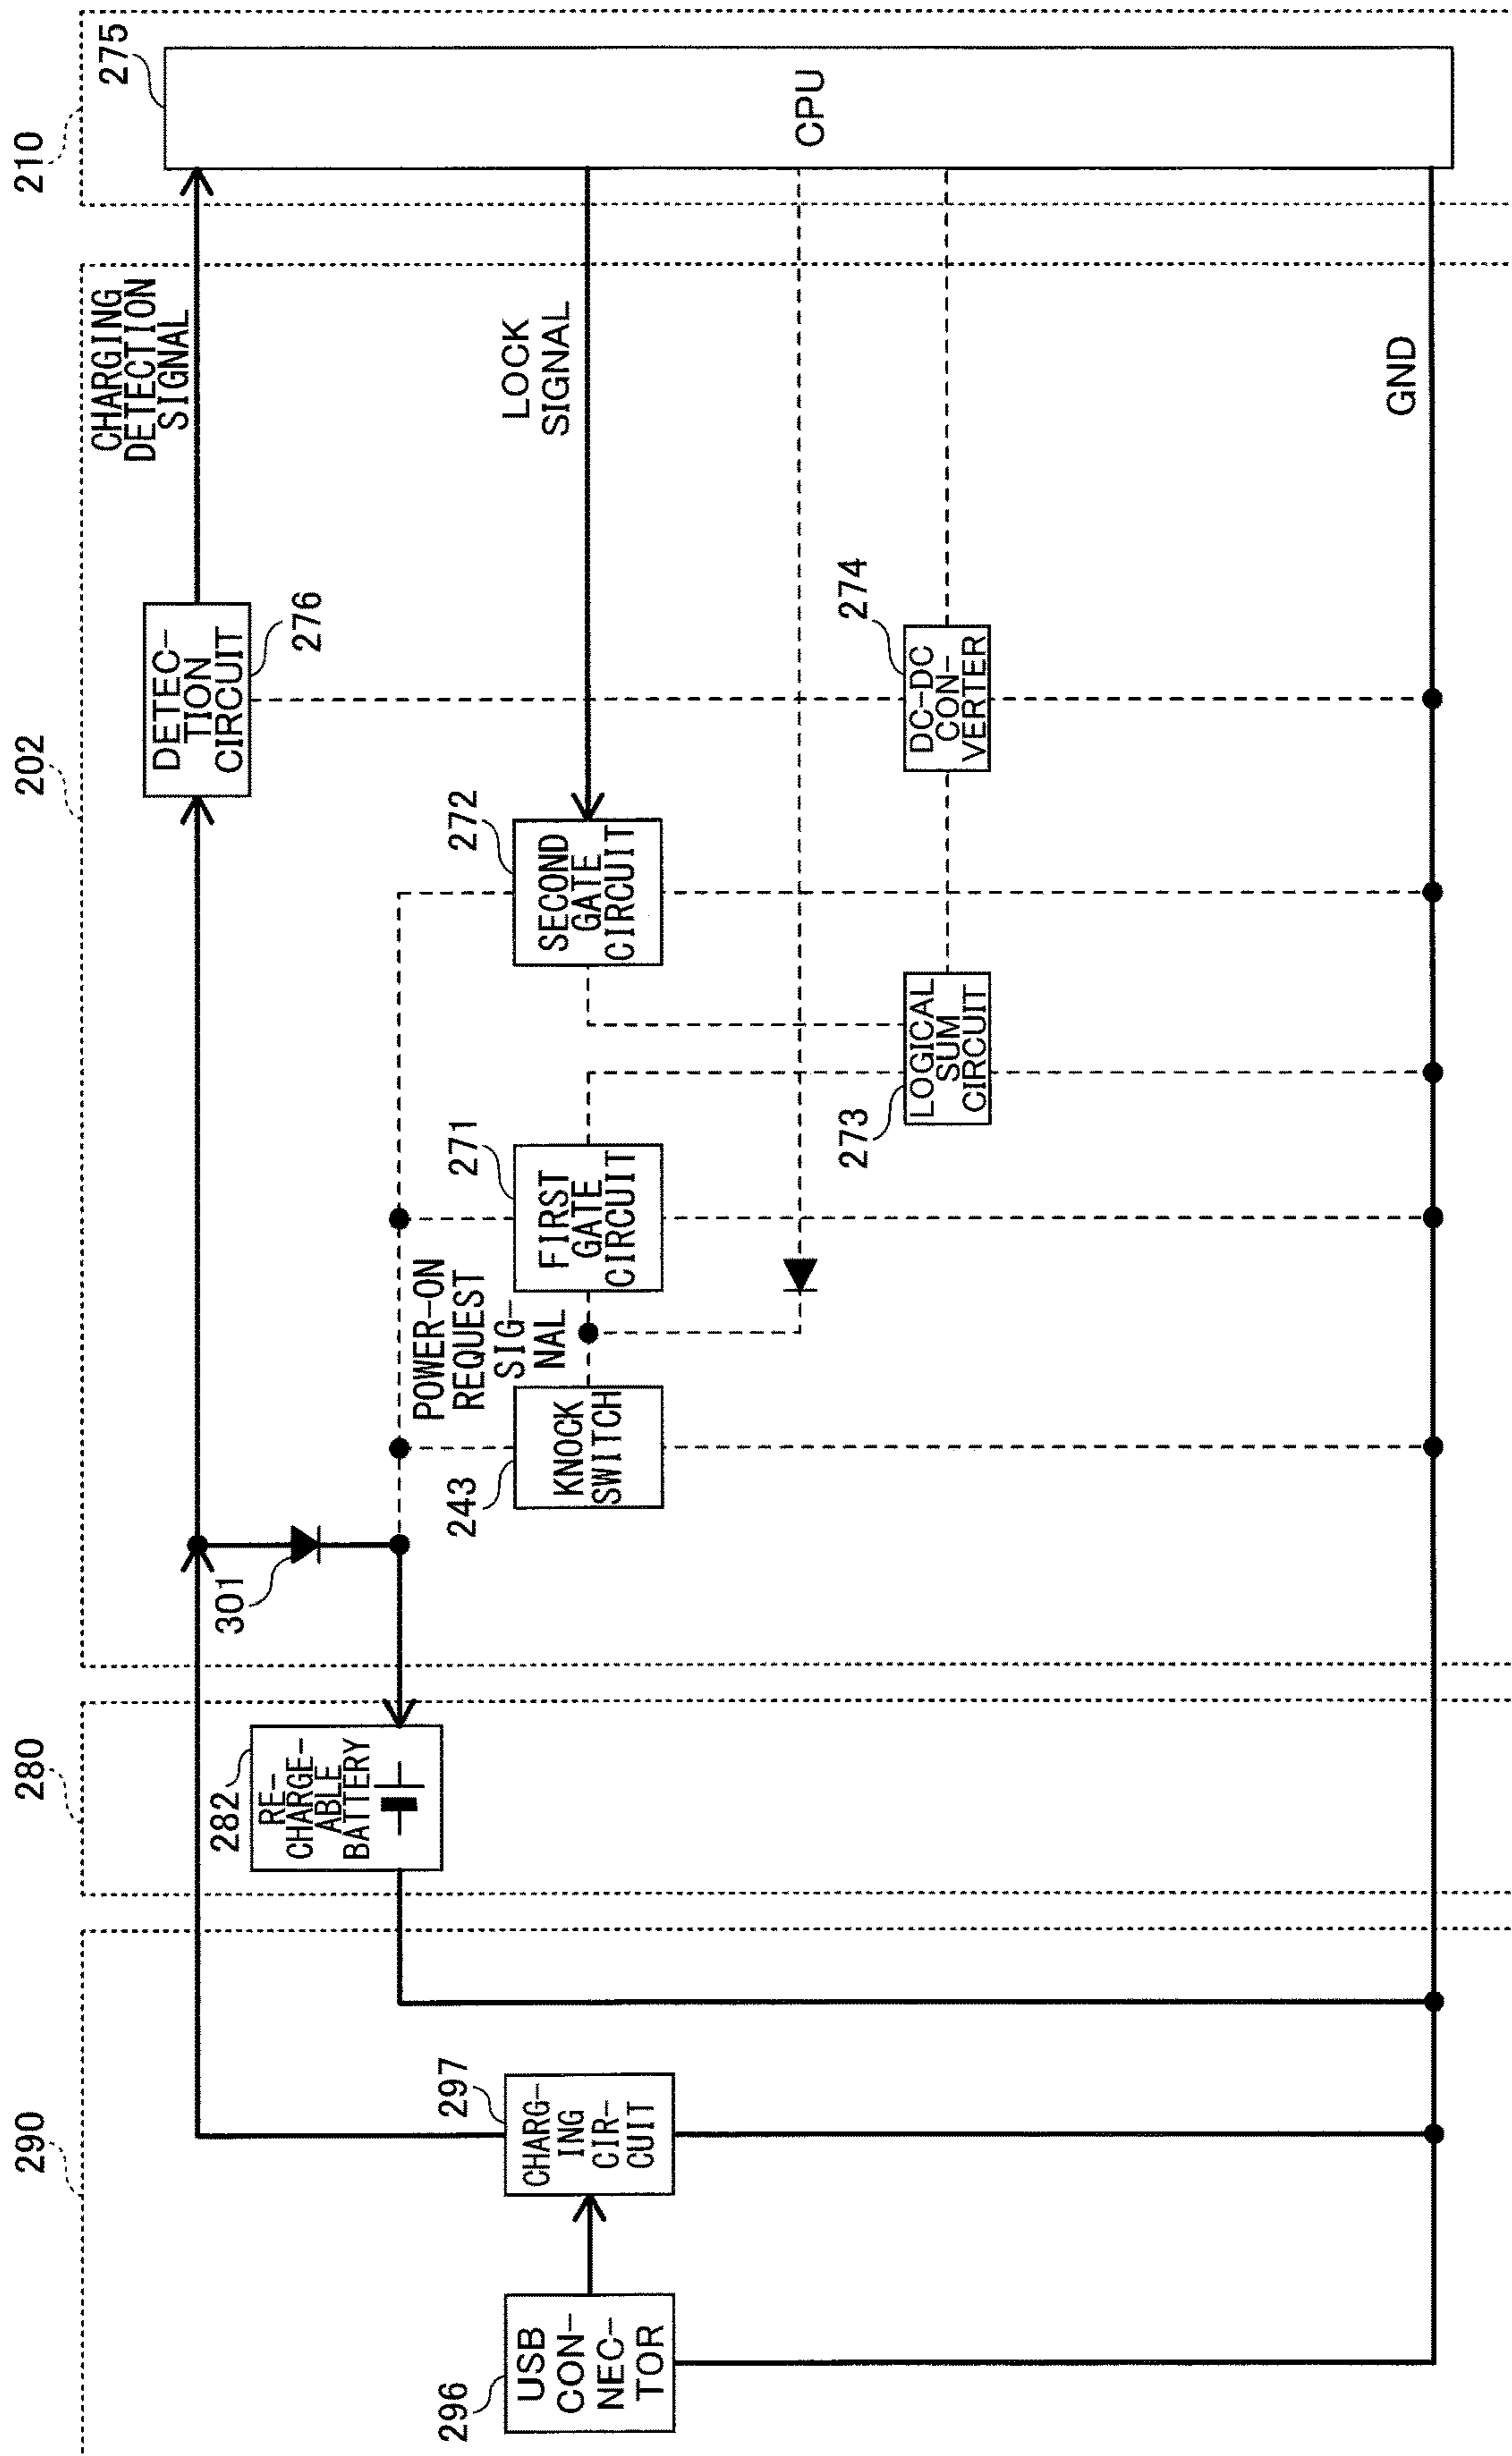 290
280
202
210
296
USB
CON-
NEC-
TOR
297
CHARG-
ING
CIR-
CUIT
282
RE-
CHARGE-
ABLE
BATTERY
301
243
KNOCK
SWITCH
POWER-ON
REQUEST
SIG-
NAL
271
FIRST
GATE
CIRCUIT
272
SECOND
GATE
CIRCUIT
273
LOGICAL
SUM
CIRCUIT
274
DC-DC
CON-
VERTER
DETEC-
TION
CIRCUIT
276
CHARGING
DETECTION
SIGNAL
LOCK
SIGNAL
GND
275
CPU